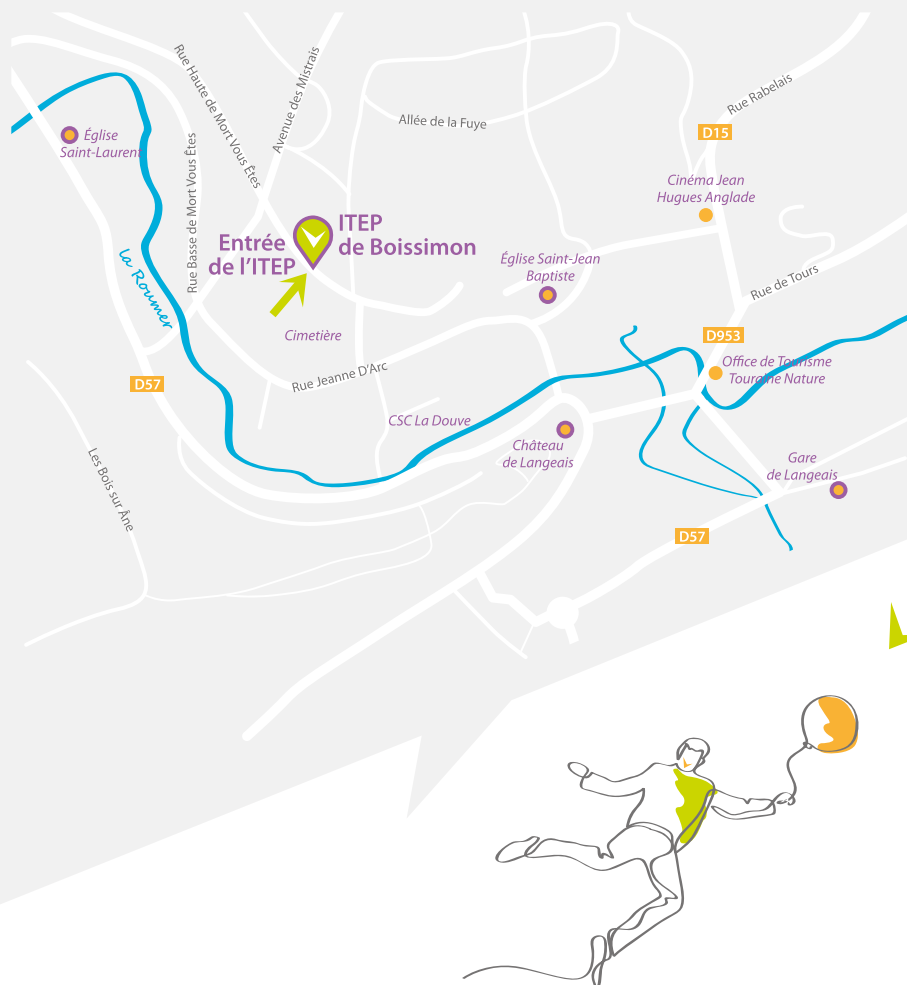 Rue Haute de Mort Vous Êtes
Avenue des Mistrais
Rue Rabelais
Allée de la Fuye
D15
Église
Saint-Laurent
Rue Basse de Mort Vous Êtes
Cinéma Jean
Hugues Anglade
ITEP
de Boissimon
Entrée
de l'ITEP
la Roumer
Église Saint-Jean
Baptiste
Rue de Tours
Cimetière
D953
Office de Tourisme
Touraine Nature
Rue Jeanne D'Arc
D57
CSC La Douve
Château
de Langeais
Les Bois sur Âne
Gare
de Langeais
D57